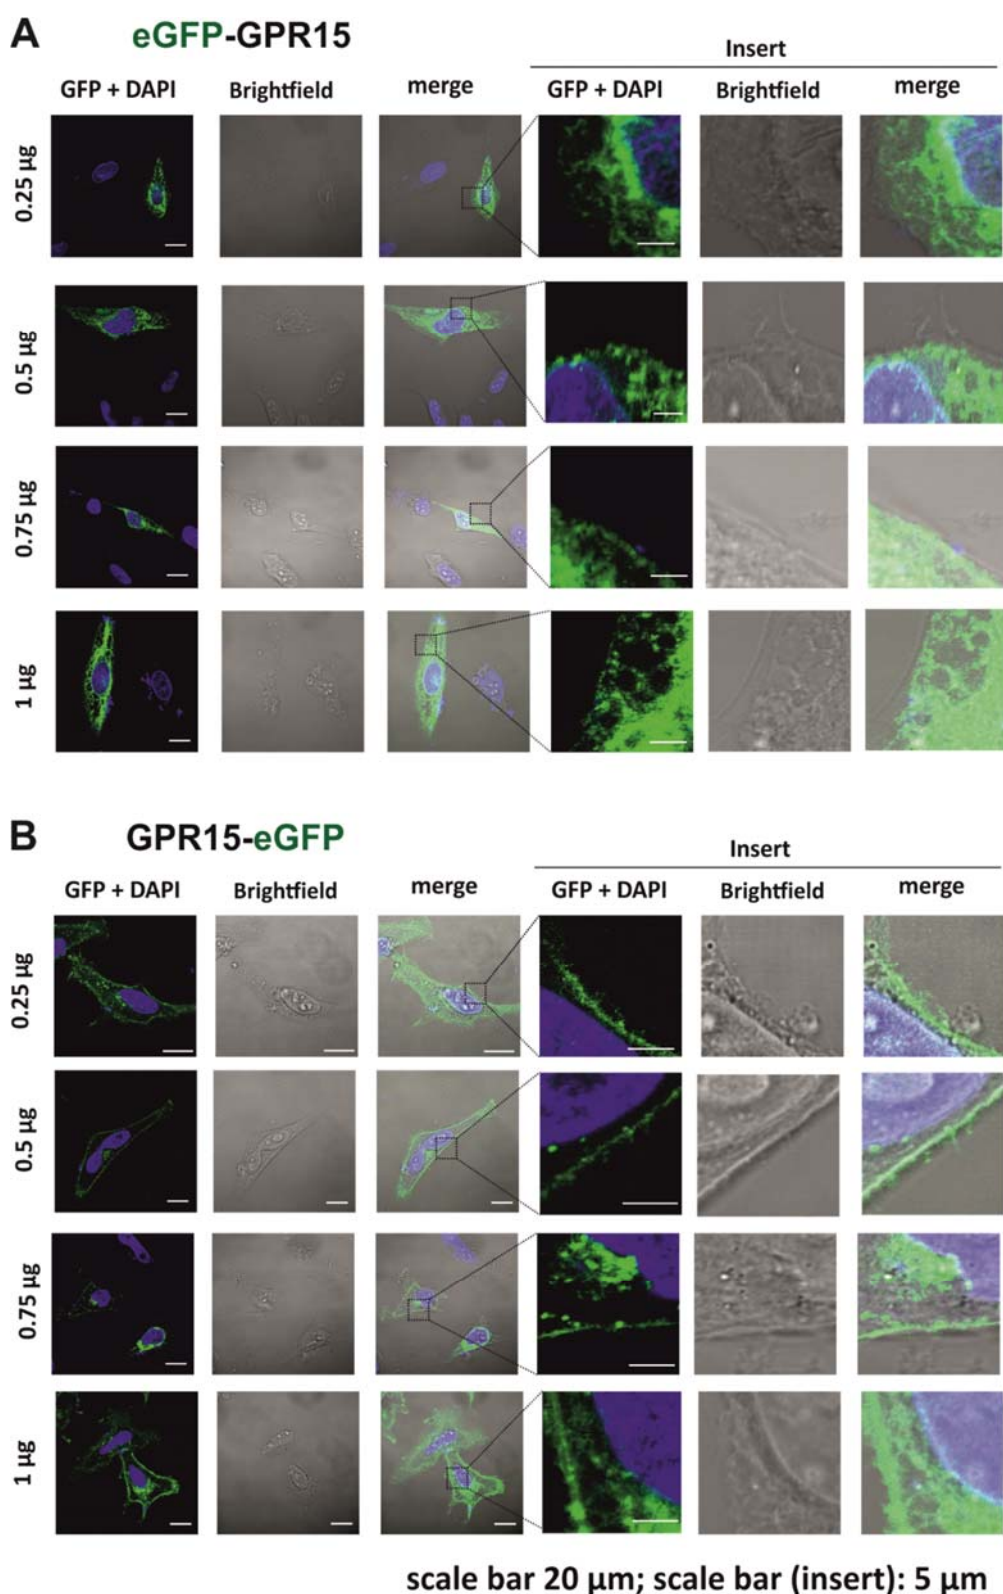 A eGFP-GPR15
Insert
GFP + DAPI Brightfield merge GFP + DAPI Brightfield merge
0.25 µg
0.5 µg
0.75 µg
1 µg
B GPR15-eGFP
Insert
GFP + DAPI Brightfield merge GFP + DAPI Brightfield merge
0.25 µg
0.5 µg
0.75 µg
1 µg
scale bar 20 µm; scale bar (insert): 5 µm